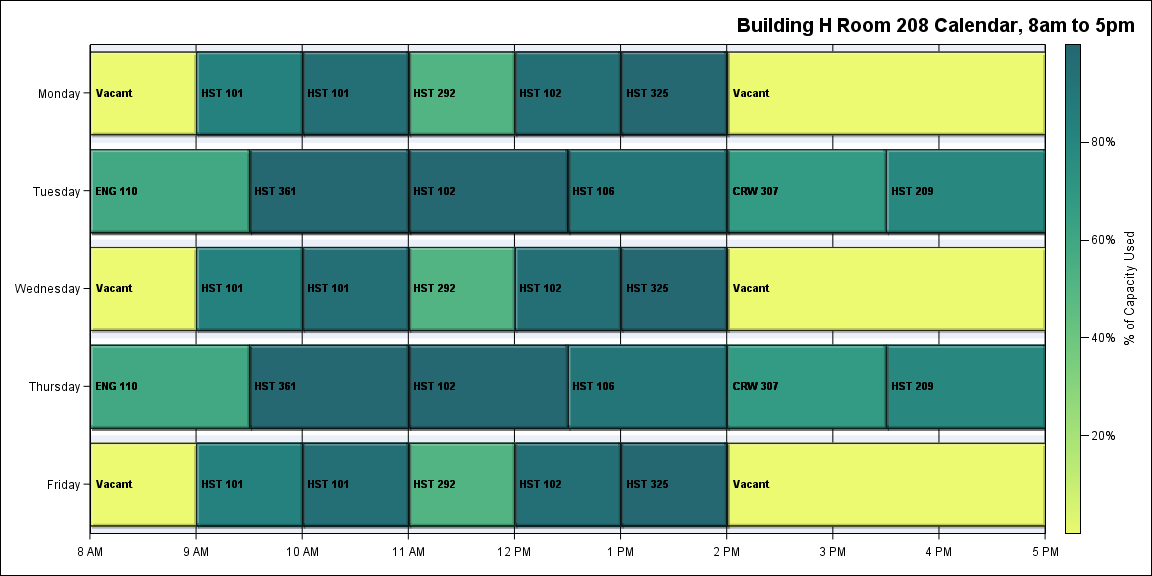 Building H Room 208 Calendar, 8am to 5pm
Monday Vacant HST 101 HST 101 HST 292 HST 102 HST 325 Vacant
Tuesday ENG 110 HST 361 HST 102 HST 106 CRW 307 HST 209
Wednesday Vacant HST 101 HST 101 HST 292 HST 102 HST 325 Vacant
Thursday ENG 110 HST 361 HST 102 HST 106 CRW 307 HST 209
Friday Vacant HST 101 HST 101 HST 292 HST 102 HST 325 Vacant
8 AM 9 AM 10 AM 11 AM 12 PM 1 PM 2 PM 3 PM 4 PM 5 PM
80%
60%
40%
20%
% of Capacity Used